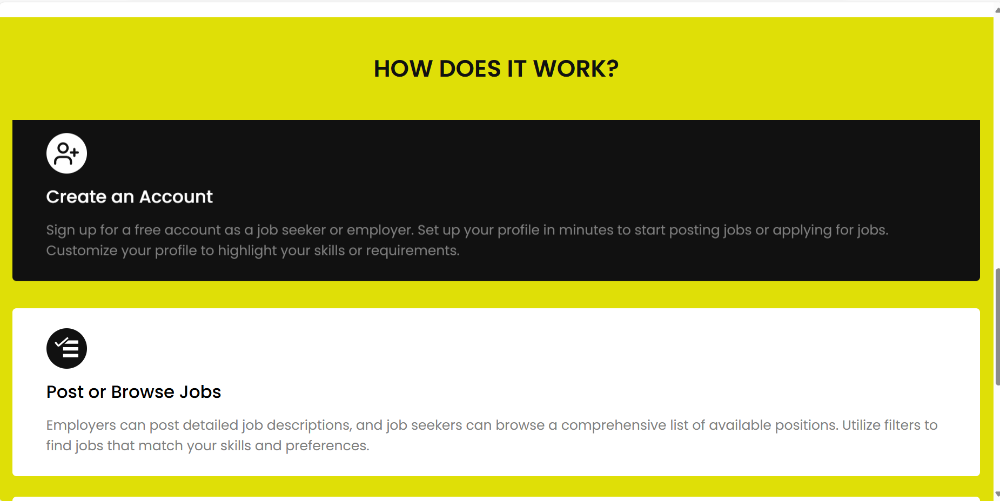 HOW DOES IT WORK?
Create an Account
Sign up for a free account as a job seeker or employer. Set up your profile in minutes to start posting jobs or applying for jobs.
Customize your profile to highlight your skills or requirements.
Post or Browse Jobs
Employers can post detailed job descriptions, and job seekers can browse a comprehensive list of available positions. Utilize filters to
find jobs that match your skills and preferences.